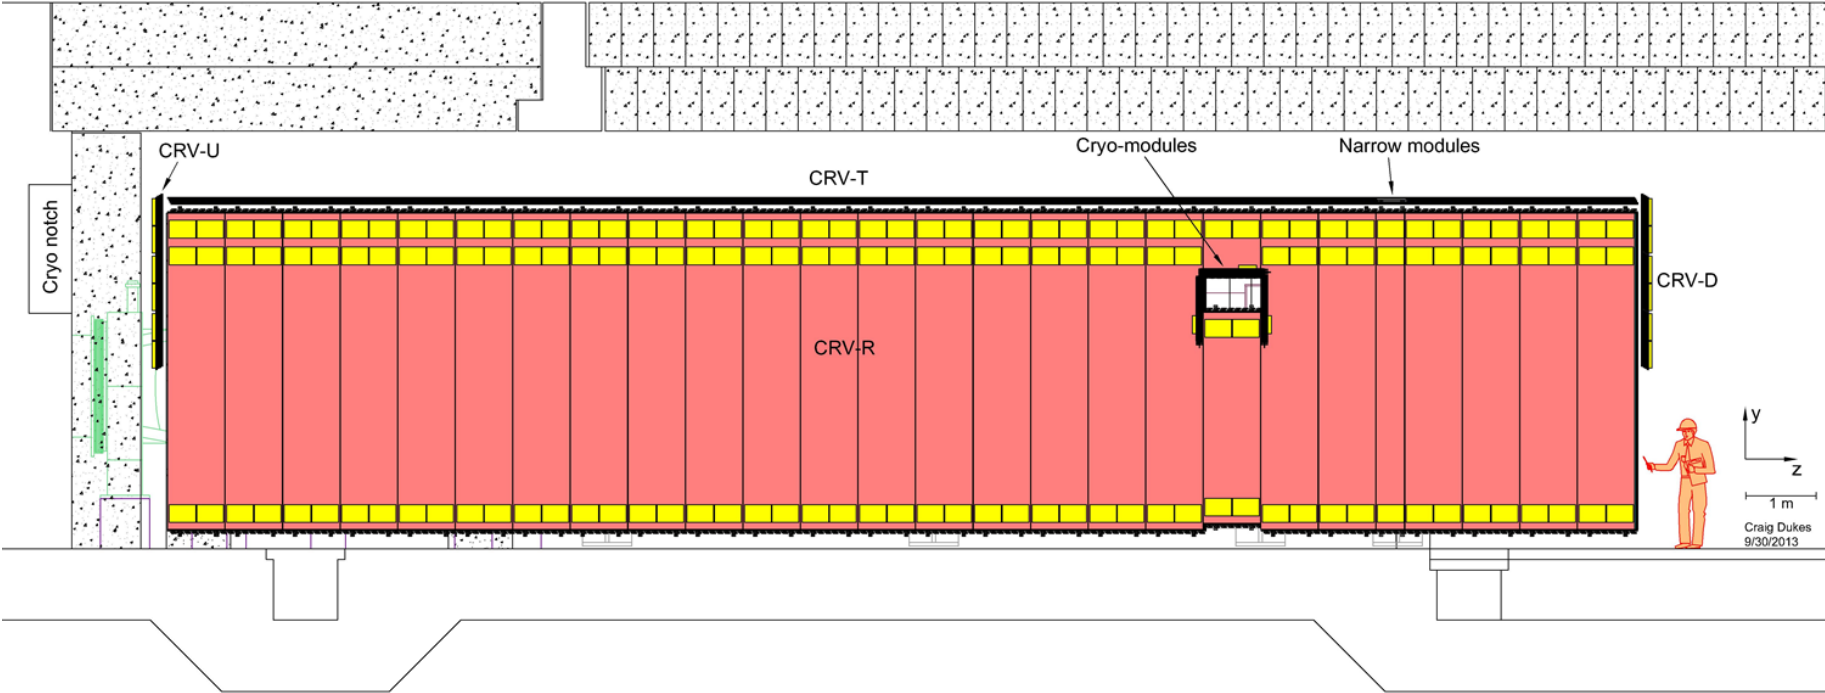 CRV-U
Cryo-modules
Narrow modules
CRV-T
Cryo notch
CRV-D
CRV-R
y
z
1 m
Craig Dukes
9/30/2013